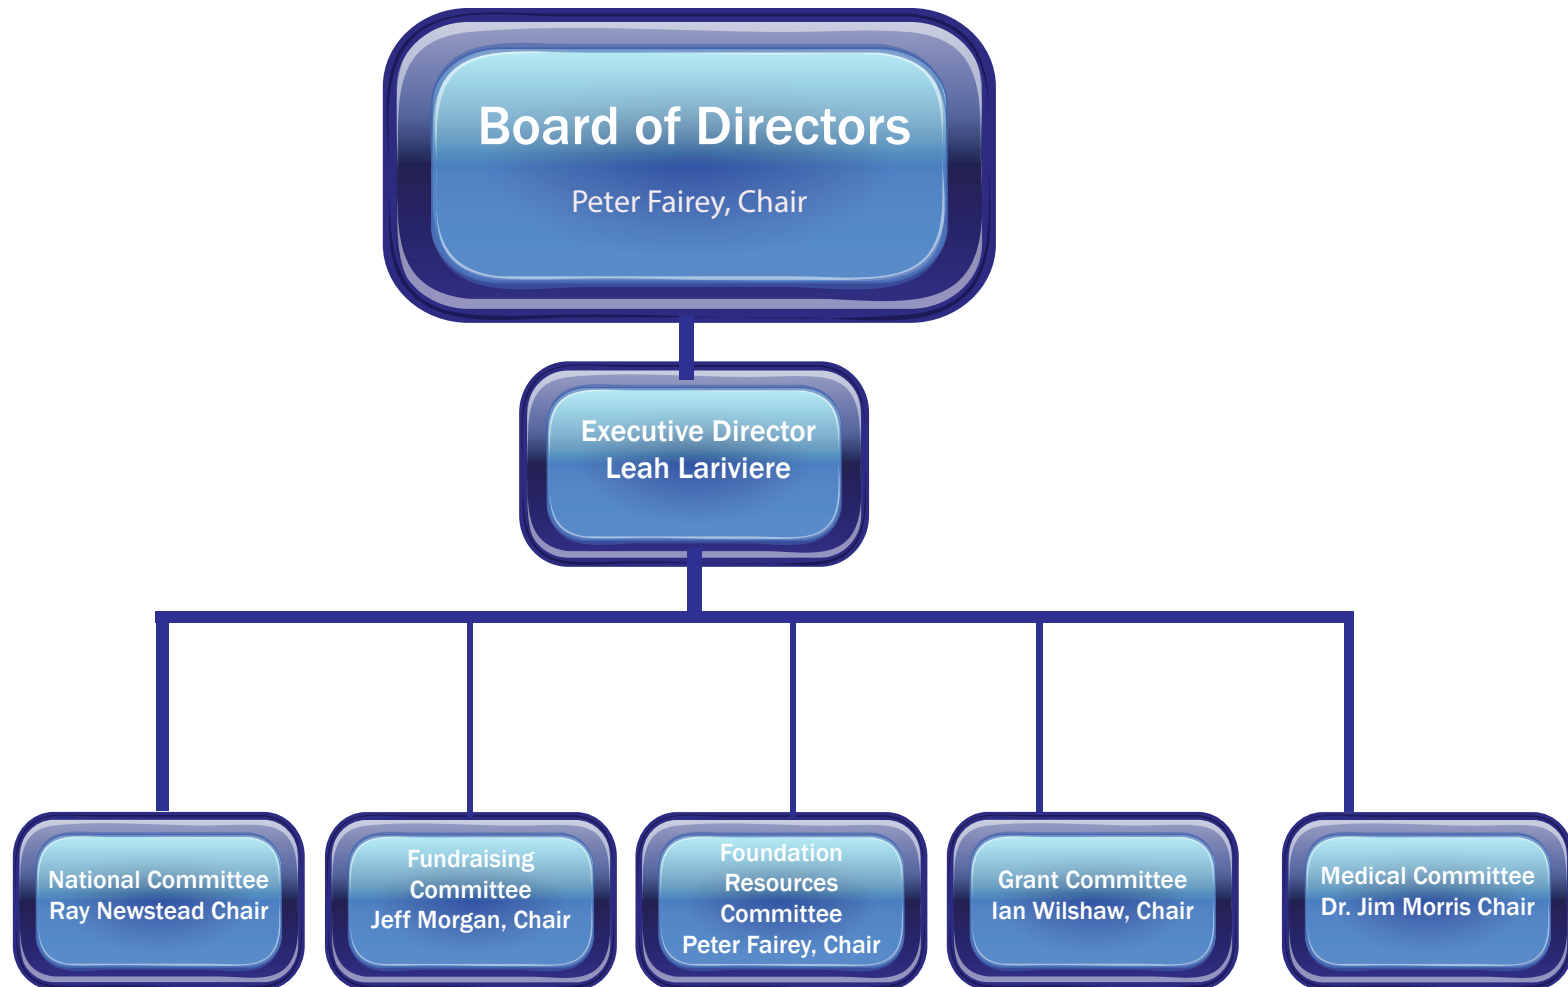 Board of Directors
Peter Fairey, Chair
Executive Director
Leah Lariviere
National Committee
Ray Newstead Chair
Fundraising
Committee
Jeff Morgan, Chair
Foundation
Resources
Committee
Peter Fairey, Chair
Grant Committee
Ian Wilshaw, Chair
Medical Committee
Dr. Jim Morris Chair